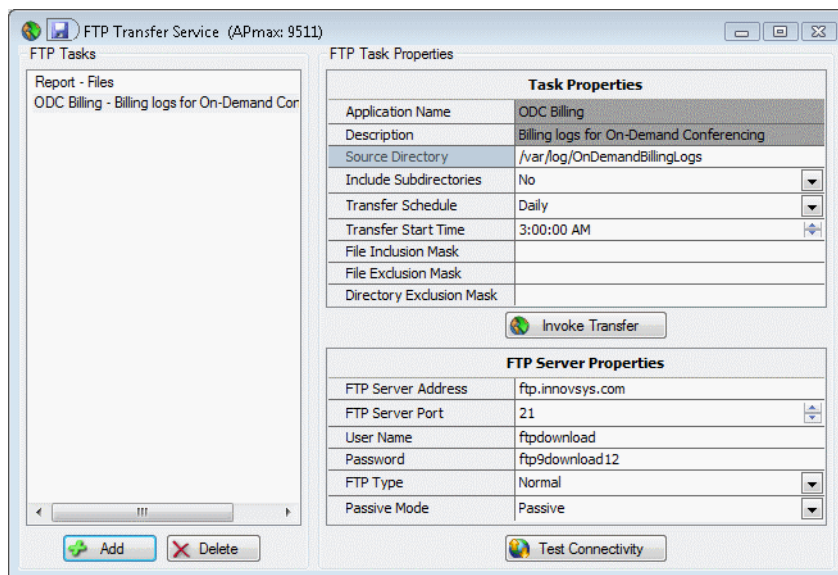 FTP Transfer Service (APmax: 9511)
FTP Tasks
Report - Files
ODC Billing - Billing logs for On-Demand Cor
Add
Delete
FTP Task Properties
Task Properties
Application Name ODC Billing
Description Billing logs for On-Demand Conferencing
Source Directory /var/log/OnDemandBillingLogs
Include Subdirectories No
Transfer Schedule Daily
Transfer Start Time 3:00:00 AM
File Inclusion Mask
File Exclusion Mask
Directory Exclusion Mask
Invoke Transfer
FTP Server Properties
FTP Server Address ftp.innovsys.com
FTP Server Port 21
User Name ftpdownload
Password ftp9download12
FTP Type Normal
Passive Mode Passive
Test Connectivity